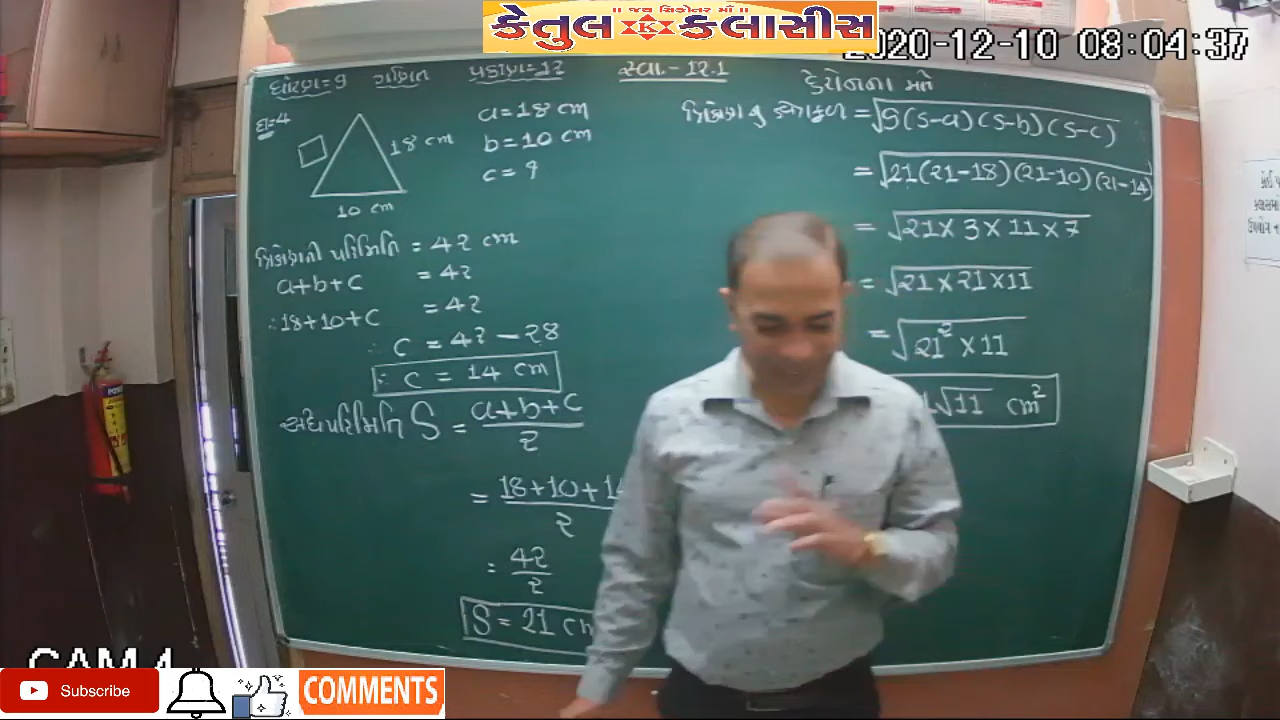 ॥ જય સિકોતર માઁ ॥
કેતુલ K કલાસીસ
2020-12-10 08:04:37
ધોરણ=9 ગણિત પ્રકરણ=12 સ્વા.-12.1
દા=4
18 cm
10 cm
a=18 cm
b=10 cm
c= ?
ત્રિકોણની પરિમિતિ = 42 cm
a+b+c = 42
∴18+10+c = 42
∴ c = 42 - 28
∴ c = 14 cm
અર્ધપરિમિતિ S = a+b+c / 2
= 18+10+14 / 2
= 42 / 2
S = 21 cm
હેરોનના મતે
ત્રિકોણનું ક્ષેત્રફળ = √S(S-a)(S-b)(S-c)
= √21(21-18)(21-10)(21-14)
= √21×3×11×7
= √21×21×11
= √21²×11
√11 cm²
CAM 4
Subscribe
COMMENTS